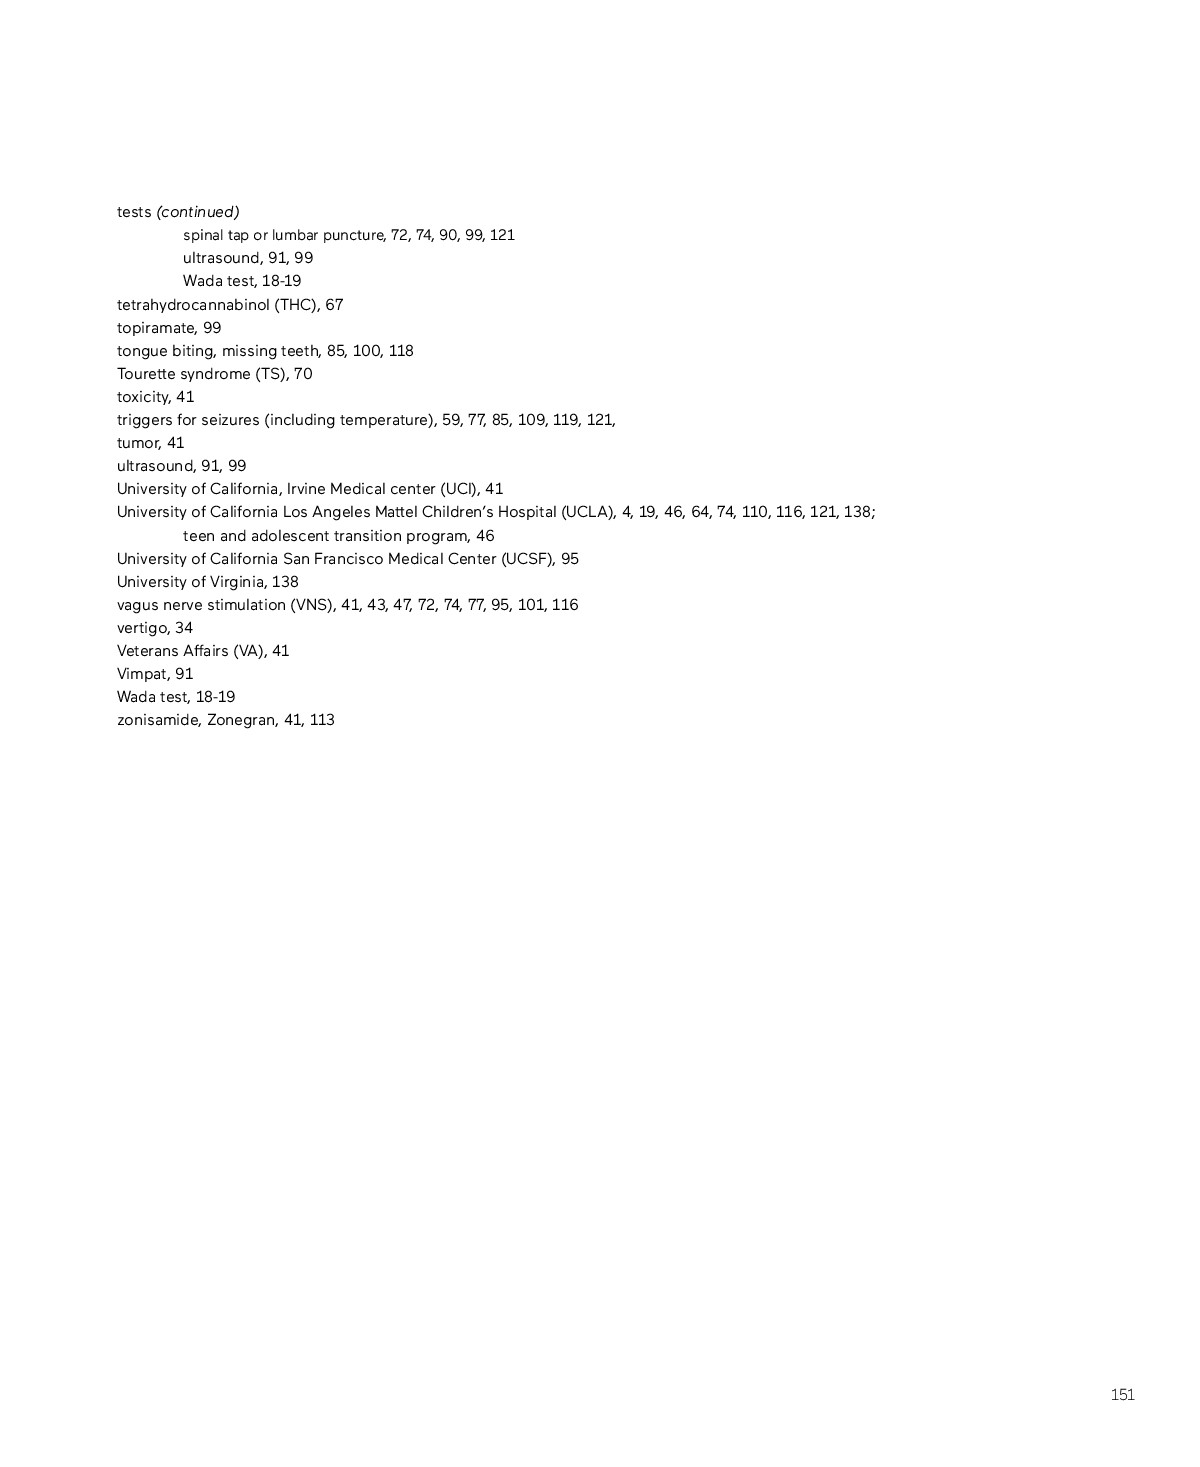 tests (continued)
spinal tap or lumbar puncture, 72, 74, 90, 99, 121
ultrasound, 91, 99
Wada test, 18-19
tetrahydrocannabinol (THC), 67
topiramate, 99
tongue biting, missing teeth, 85, 100, 118
Tourette syndrome (TS), 70
toxicity, 41
triggers for seizures (including temperature), 59, 77, 85, 109, 119, 121,
tumor, 41
ultrasound, 91, 99
University of California, Irvine Medical center (UCI), 41
University of California Los Angeles Mattel Children’s Hospital (UCLA), 4, 19, 46, 64, 74, 110, 116, 121, 138;
teen and adolescent transition program, 46
University of California San Francisco Medical Center (UCSF), 95
University of Virginia, 138
vagus nerve stimulation (VNS), 41, 43, 47, 72, 74, 77, 95, 101, 116
vertigo, 34
Veterans Affairs (VA), 41
Vimpat, 91
Wada test, 18-19
zonisamide, Zonegran, 41, 113
151